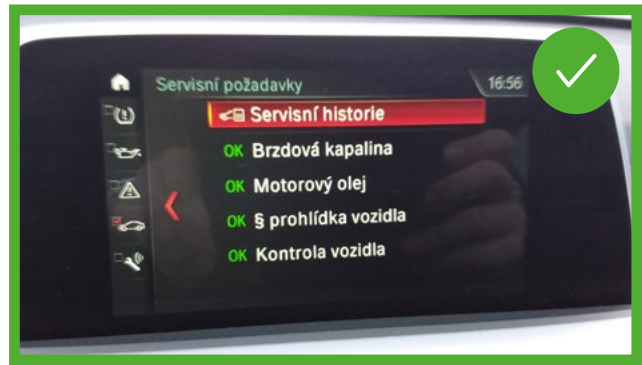 Servisní požadavky 16:56
Servisní historie
OK Brzdová kapalina
OK Motorový olej
OK § prohlídka vozidla
OK Kontrola vozidla